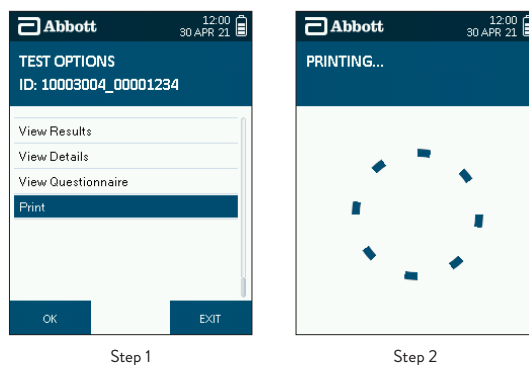 Abbott
12:00
30 APR 21
TEST OPTIONS
ID: 10003004_00001234
View Results
View Details
View Questionnaire
Print
OK
EXIT
Step 1
Abbott
12:00
30 APR 21
PRINTING...
Step 2